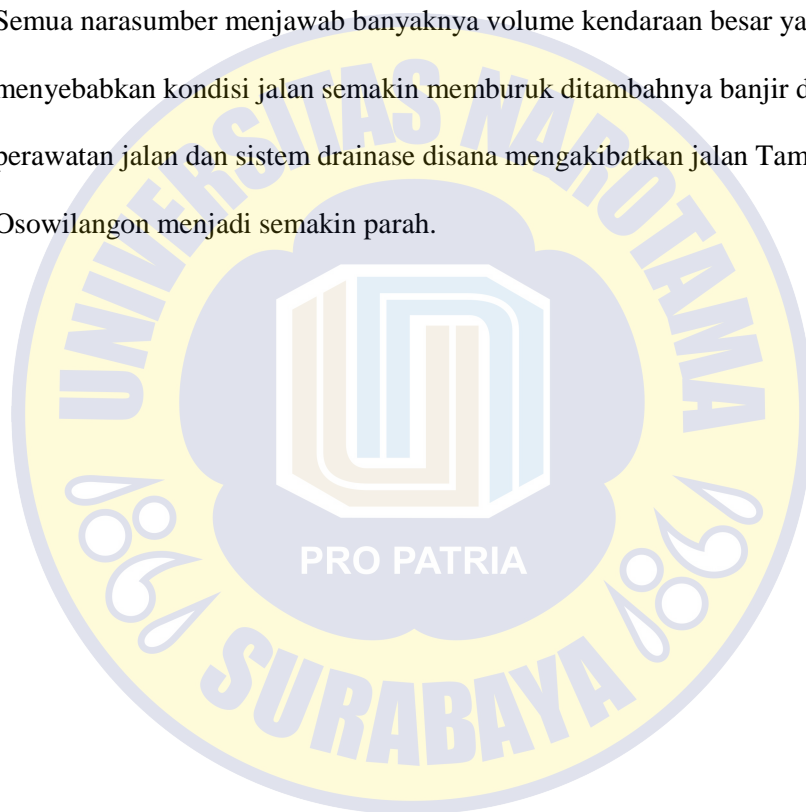 Semua narasumber menjawab banyaknya volume kendaraan besar ya
menyebabkan kondisi jalan semakin memburuk ditambahnya banjir d
perawatan jalan dan sistem drainase disana mengakibatkan jalan Tam
Osowilangon menjadi semakin parah.
UNIVERSITAS NAROTAMA
PRO PATRIA
SURABAYA